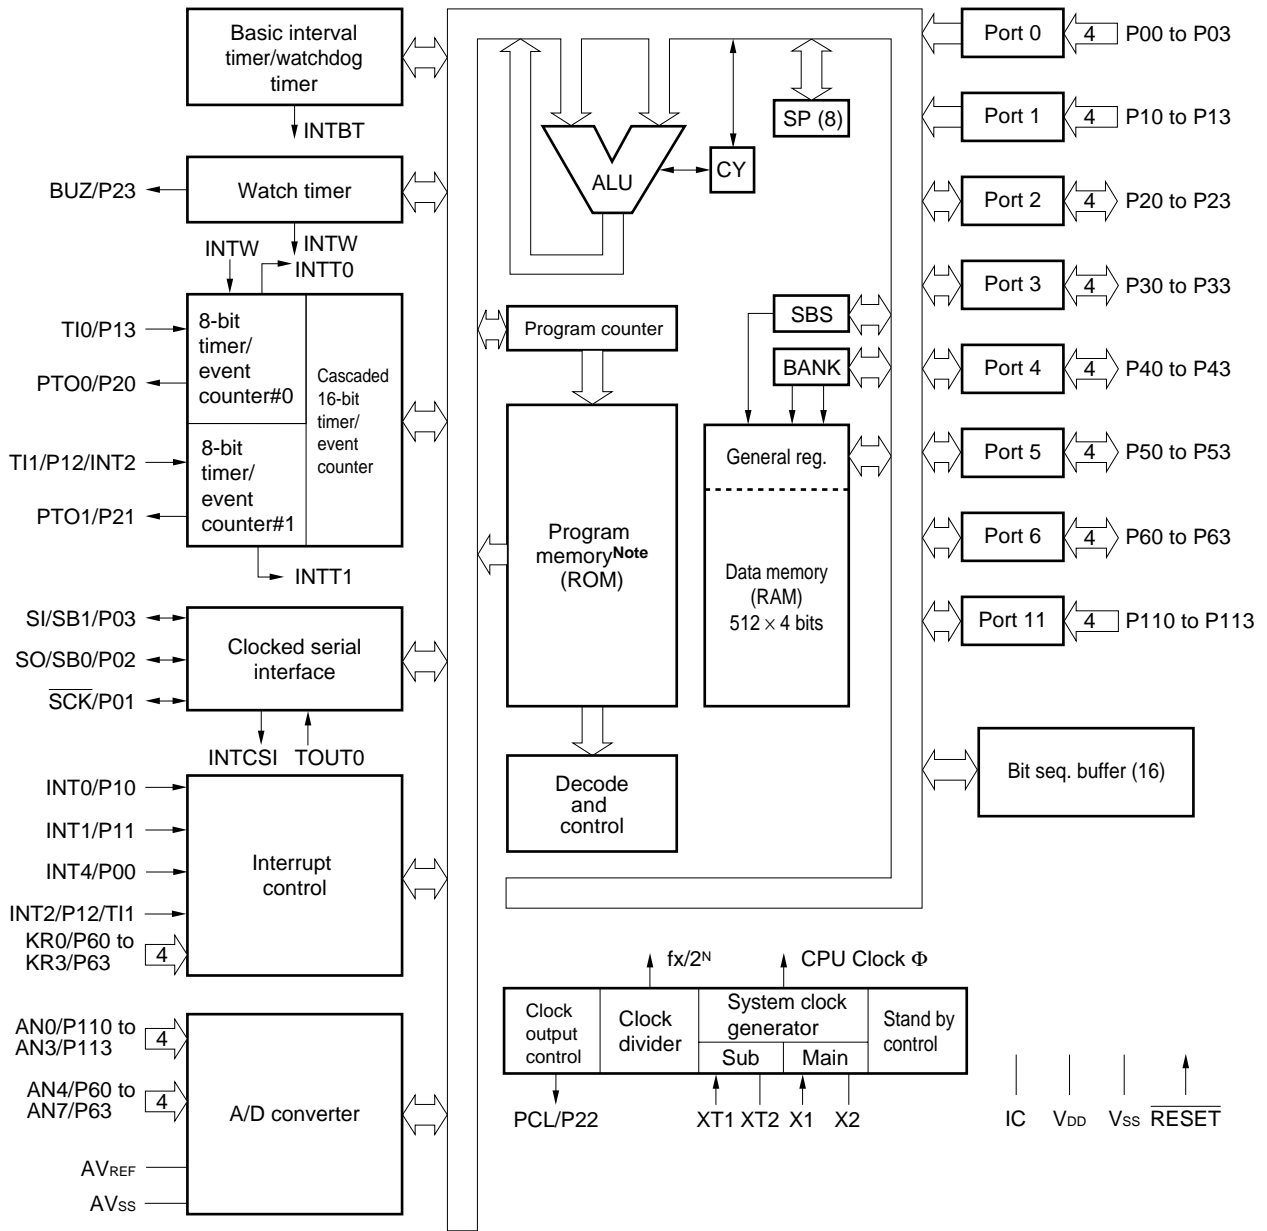 Basic interval
timer/watchdog
timer
INTBT
BUZ/P23
Watch timer
INTW
INTW
INTT0
TI0/P13
PTO0/P20
TI1/P12/INT2
PTO1/P21
8-bit
timer/
event
counter#0
8-bit
timer/
event
counter#1
Cascaded
16-bit
timer/
event
counter
INTT1
SI/SB1/P03
SO/SB0/P02
SCK/P01
Clocked serial
interface
INTCSI
TOUT0
INT0/P10
INT1/P11
INT4/P00
INT2/P12/TI1
KR0/P60 to
KR3/P63
4
Interrupt
control
AN0/P110 to
AN3/P113
4
AN4/P60 to
AN7/P63
4
AVREF
AVSS
A/D converter
ALU
CY
SP (8)
Program counter
SBS
BANK
General reg.
Program
memoryNote
(ROM)
Data memory
(RAM)
512 × 4 bits
Decode
and
control
Port 0
4
P00 to P03
Port 1
4
P10 to P13
Port 2
4
P20 to P23
Port 3
4
P30 to P33
Port 4
4
P40 to P43
Port 5
4
P50 to P53
Port 6
4
P60 to P63
Port 11
4
P110 to P113
Bit seq. buffer (16)
fx/2N
CPU Clock Φ
Clock
output
control
Clock
divider
System clock
generator
Sub
Main
Stand by
control
PCL/P22
XT1
XT2
X1
X2
IC
VDD
VSS
RESET